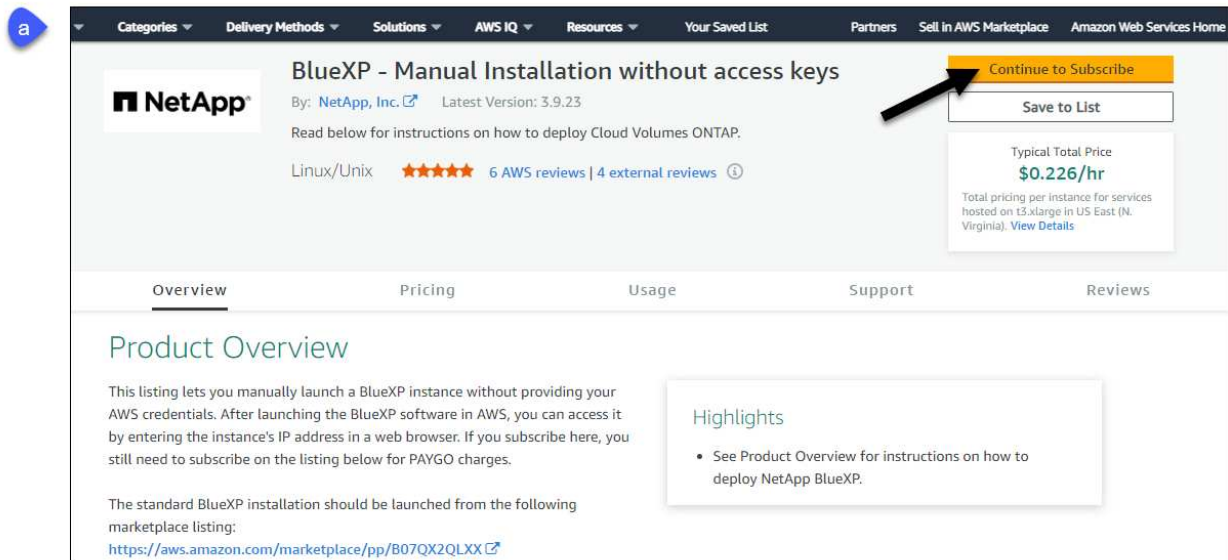 a
Categories Delivery Methods Solutions AWS IQ Resources Your Saved List Partners Sell in AWS Marketplace Amazon Web Services Home
NetApp
BlueXP - Manual Installation without access keys
By: NetApp, Inc. Latest Version: 3.9.23
Read below for instructions on how to deploy Cloud Volumes ONTAP.
Linux/Unix 6 AWS reviews | 4 external reviews
Continue to Subscribe
Save to List
Typical Total Price
$0.226/hr
Total pricing per instance for services
hosted on t3.xlarge in US East (N.
Virginia). View Details
Overview Pricing Usage Support Reviews
Product Overview
This listing lets you manually launch a BlueXP instance without providing your
AWS credentials. After launching the BlueXP software in AWS, you can access it
by entering the instance's IP address in a web browser. If you subscribe here, you
still need to subscribe on the listing below for PAYGO charges.
The standard BlueXP installation should be launched from the following
marketplace listing:
https://aws.amazon.com/marketplace/pp/B07QX2QLXX
Highlights
• See Product Overview for instructions on how to
deploy NetApp BlueXP.